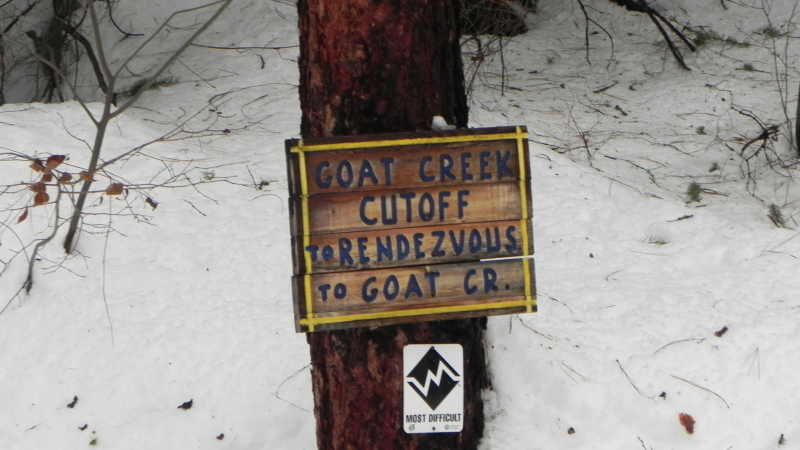 GOAT CREEK
CUTOFF
TO RENDEZVOUS
TO GOAT CR.
MOST DIFFICULT